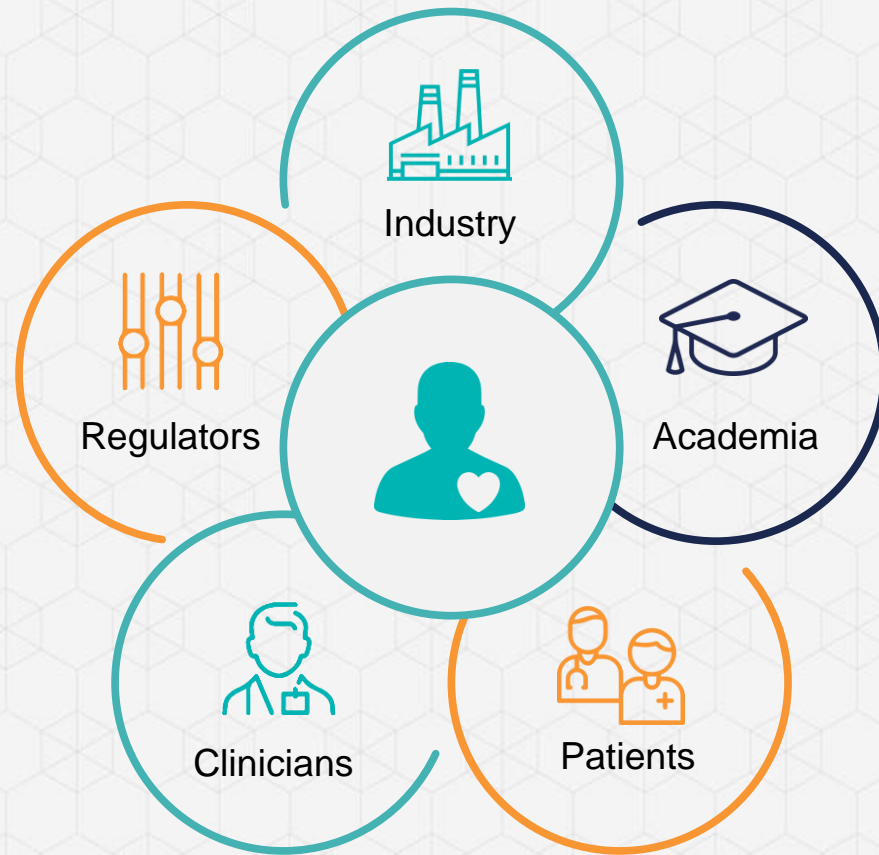 Industry
Regulators
Academia
Clinicians
Patients